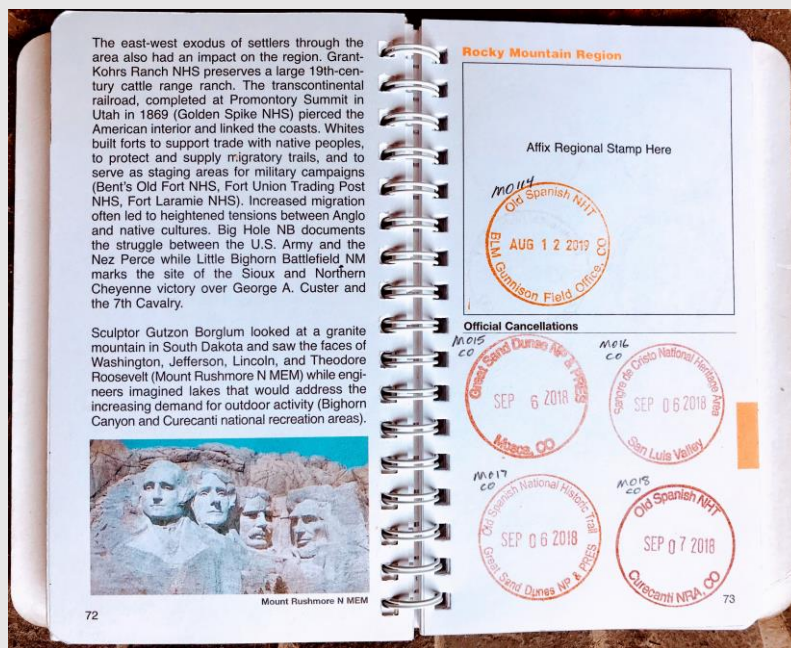 The east-west exodus of settlers through the
area also had an impact on the region. Grant-
Kohrs Ranch NHS preserves a large 19th-cen-
tury cattle range ranch. The transcontinental
railroad, completed at Promontory Summit in
Utah in 1869 (Golden Spike NHS) pierced the
American interior and linked the coasts. Whites
built forts to support trade with native peoples,
to protect and supply migratory trails, and to
serve as staging areas for military campaigns
(Bent's Old Fort NHS, Fort Union Trading Post
NHS, Fort Laramie NHS). Increased migration
often led to heightened tensions between Anglo
and native cultures. Big Hole NB documents
the struggle between the U.S. Army and the
Nez Perce while Little Bighorn Battlefield NM
marks the site of the Sioux and Northern
Cheyenne victory over George A. Custer and
the 7th Cavalry.
Sculptor Gutzon Borglum looked at a granite
mountain in South Dakota and saw the faces of
Washington, Jefferson, Lincoln, and Theodore
Roosevelt (Mount Rushmore N MEM) while engi-
neers imagined lakes that would address the
increasing demand for outdoor activity (Bighorn
Canyon and Curecanti national recreation areas).
Mount Rushmore N MEM
72
Rocky Mountain Region
Affix Regional Stamp Here
M0114
Old Spanish NHT
AUG 12 2019
BLM Gunnison Field Office, CO
Official Cancellations
M015
CO
Great Sand Dunes NP & PRES
SEP 6 2018
Mosca, CO
M016
CO
Sangre de Cristo National Heritage Area
SEP 06 2018
San Luis Valley
M017
CO
Old Spanish National Historic Trail
SEP 06 2018
Great Sand Dunes NP & PRES
M018
CO
Old Spanish NHT
SEP 07 2018
Curecanti NRA, CO
73